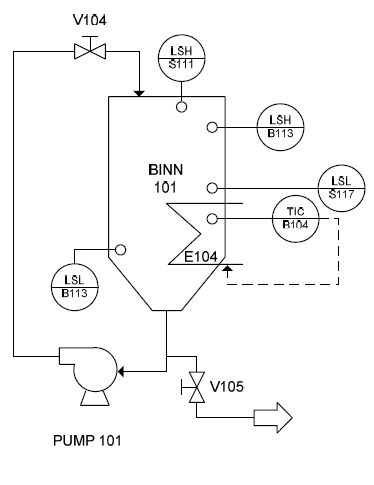 V104
LSH
S111
LSH
B113
BINN
101
LSL
S117
TIC
B104
E104
LSL
B113
V105
PUMP 101